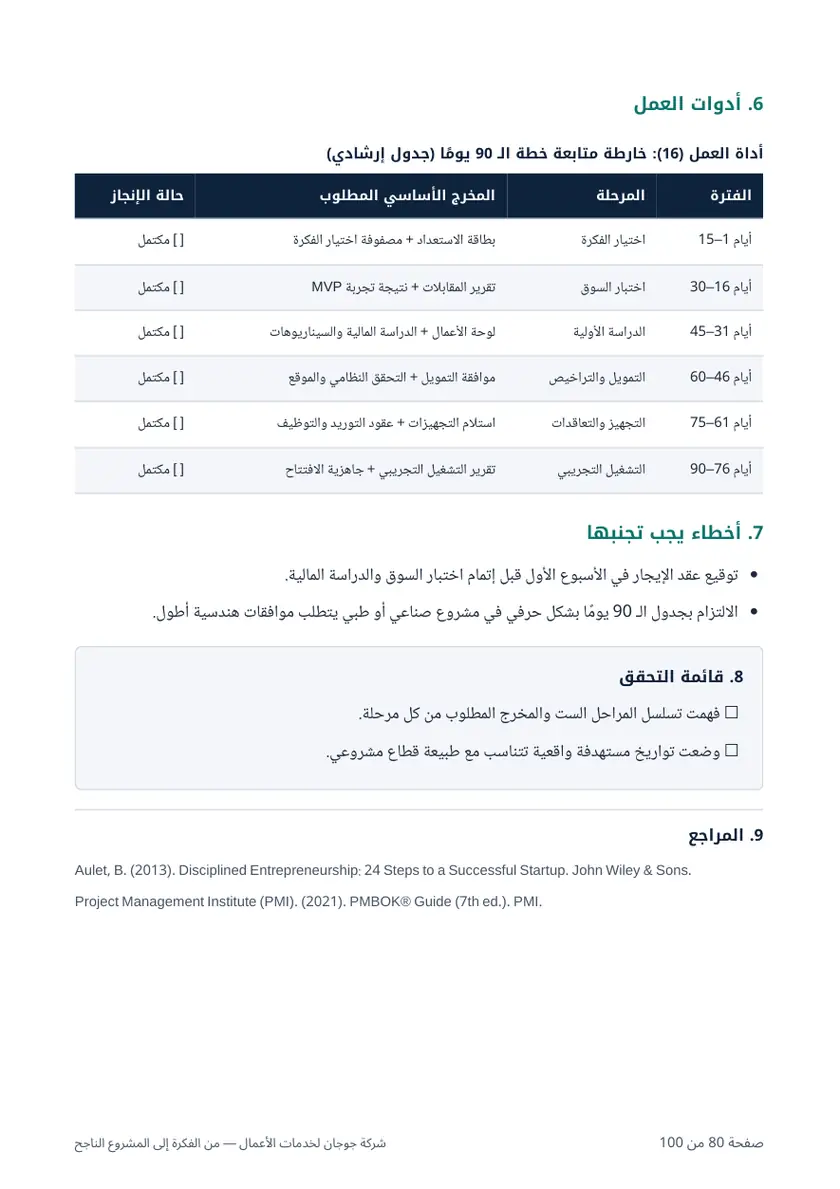 6. أدوات العمل
أداة العمل (16): خارطة متابعة خطة الـ 90 يومًا (جدول إرشادي)
الفترة المرحلة المخرج الأساسي المطلوب حالة الإنجاز
أيام 1–15 اختيار الفكرة بطاقة الاستعداد + مصفوفة اختيار الفكرة [ ] مكتمل
أيام 16–30 اختبار السوق تقرير المقابلات + نتيجة تجربة MVP [ ] مكتمل
أيام 31–45 الدراسة الأولية لوحة الأعمال + الدراسة المالية والسيناريوهات [ ] مكتمل
أيام 46–60 التمويل والتراخيص موافقة التمويل + التحقق النظامي والموقع [ ] مكتمل
أيام 61–75 التجهيز والتعاقدات استلام التجهيزات + عقود التوريد والتوظيف [ ] مكتمل
أيام 76–90 التشغيل التجريبي تقرير التشغيل التجريبي + جاهزية الافتتاح [ ] مكتمل
7. أخطاء يجب تجنبها
• توقيع عقد الإيجار في الأسبوع الأول قبل إتمام اختبار السوق والدراسة المالية.
• الالتزام بجدول الـ 90 يومًا بشكل حرفي في مشروع صناعي أو طبي يتطلب موافقات هندسية أطول.
8. قائمة التحقق
☐ فهمت تسلسل المراحل الست والمخرج المطلوب من كل مرحلة.
☐ وضعت تواريخ مستهدفة واقعية تتناسب مع طبيعة قطاع مشروعي.
9. المراجع
Aulet, B. (2013). Disciplined Entrepreneurship: 24 Steps to a Successful Startup. John Wiley & Sons.
Project Management Institute (PMI). (2021). PMBOK® Guide (7th ed.). PMI.
صفحة 80 من 100 شركة جوجان لخدمات الأعمال — من الفكرة إلى المشروع الناجح